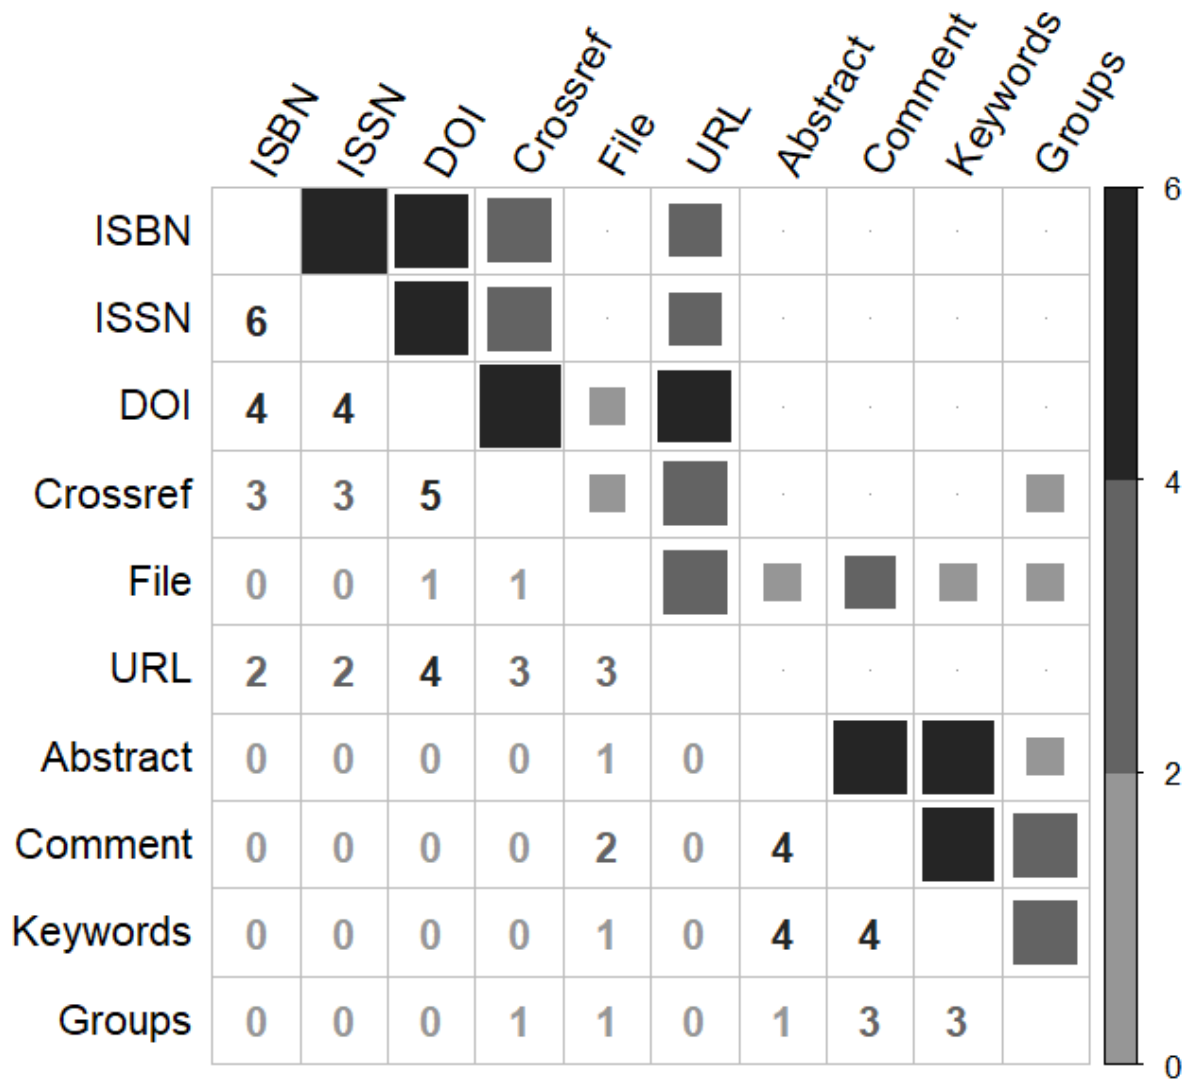 ISBN ISSN DOI Crossref File URL Abstract Comment Keywords Groups
ISBN
ISSN 6
DOI 4 4
Crossref 3 3 5
File 0 0 1 1
URL 2 2 4 3 3
Abstract 0 0 0 0 1 0
Comment 0 0 0 0 2 0 4
Keywords 0 0 0 0 1 0 4 4
Groups 0 0 0 1 1 0 1 3 3
6
4
2
0